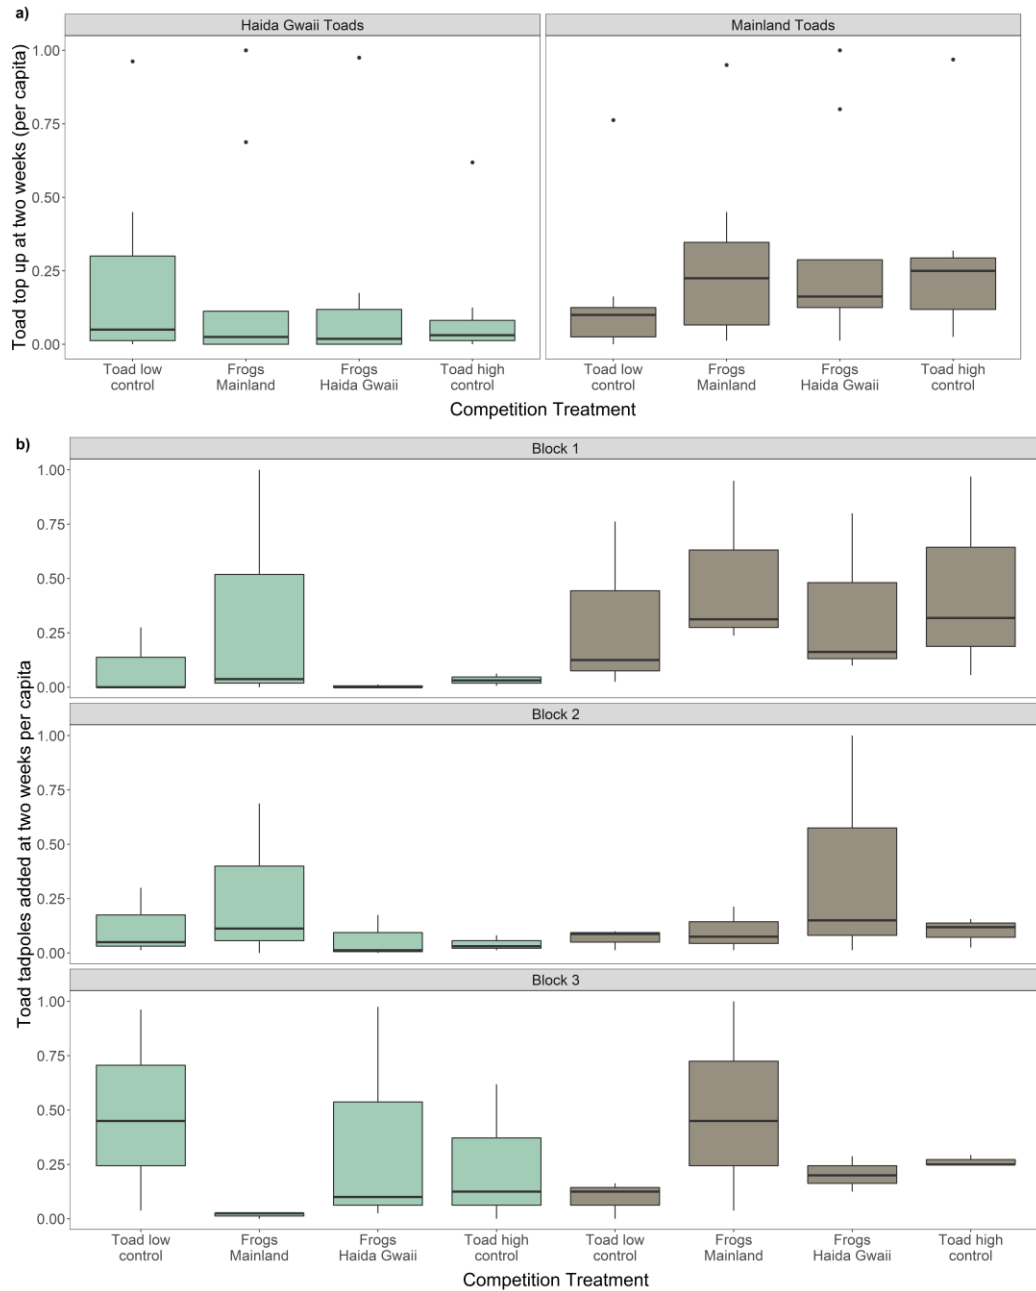 a)
Haida Gwaii Toads
Mainland Toads
Toad top up at two weeks (per capita)
1.00
0.75
0.50
0.25
0.00
Toad low
control
Frogs
Mainland
Frogs
Haida Gwaii
Toad high
control
Toad low
control
Frogs
Mainland
Frogs
Haida Gwaii
Toad high
control
Competition Treatment
b)
Block 1
Toad tadpoles added at two weeks per capita
1.00
0.75
0.50
0.25
0.00
Block 2
1.00
0.75
0.50
0.25
0.00
Block 3
1.00
0.75
0.50
0.25
0.00
Toad low
control
Frogs
Mainland
Frogs
Haida Gwaii
Toad high
control
Toad low
control
Frogs
Mainland
Frogs
Haida Gwaii
Toad high
control
Competition Treatment